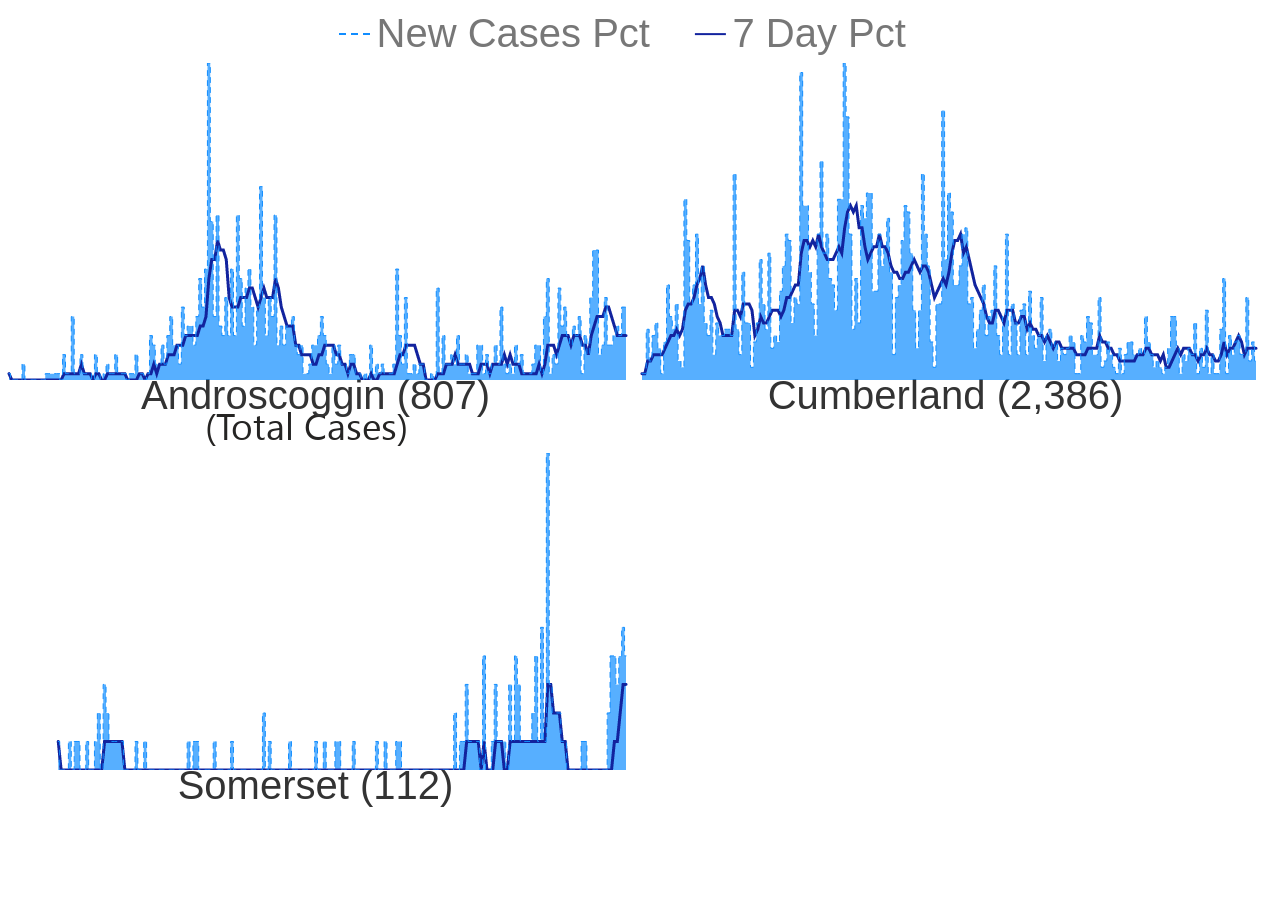 New Cases Pct 7 Day Pct
Androscoggin (807)
(Total Cases)
Cumberland (2,386)
Somerset (112)